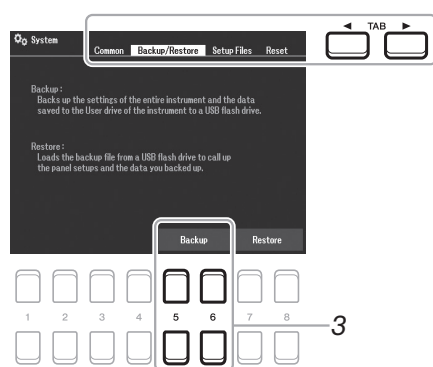 ◀ TAB ▶
System
Common Backup/Restore Setup Files Reset
Backup :
Backs up the settings of the entire instrument and the data
saved to the User drive of the instrument to a USB flash drive.
Restore :
Loads the backup file from a USB flash drive to call up
the panel setups and the data you backed up.
Backup Restore
1 2 3 4 5 6 7 8
3